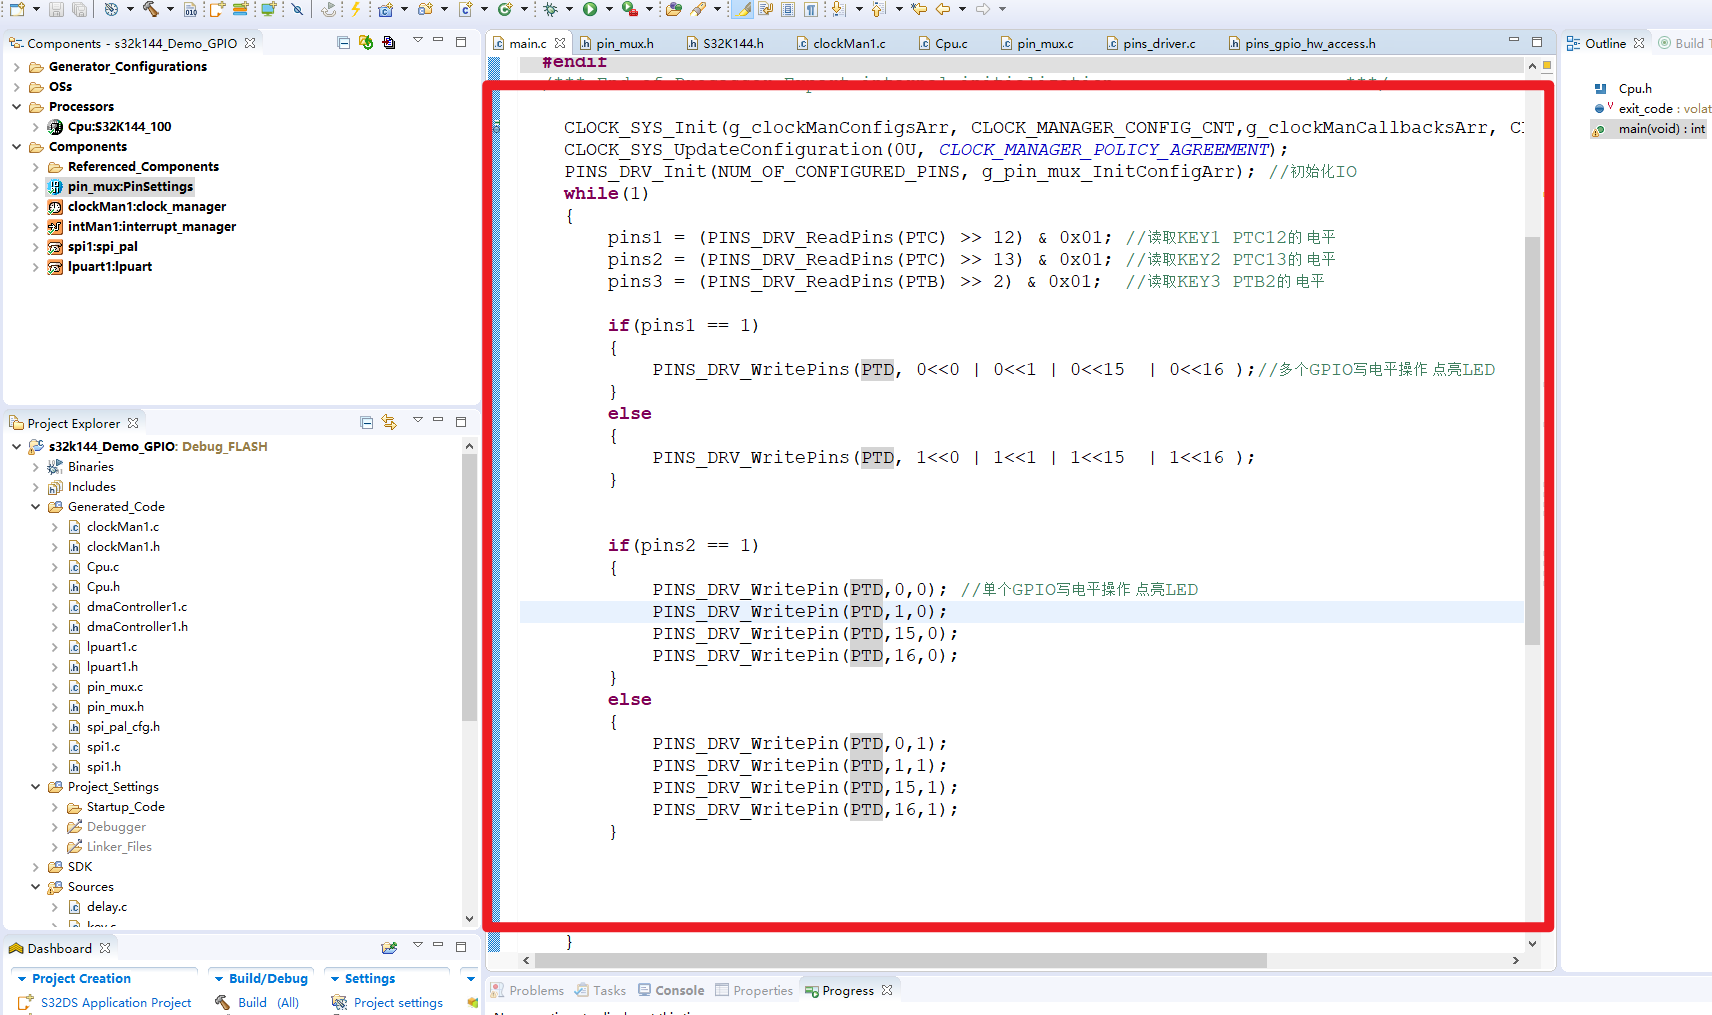 Components - s32k144_Demo_GPIO
Generator_Configurations
OSs
Processors
Cpu:S32K144_100
Components
Referenced_Components
pin_mux:PinSettings
clockMan1:clock_manager
intMan1:interrupt_manager
spi1:spi_pal
lpuart1:lpuart
Project Explorer
s32k144_Demo_GPIO: Debug_FLASH
Binaries
Includes
Generated_Code
clockMan1.c
clockMan1.h
Cpu.c
Cpu.h
dmaController1.c
dmaController1.h
lpuart1.c
lpuart1.h
pin_mux.c
pin_mux.h
spi_pal_cfg.h
spi1.c
spi1.h
Project_Settings
Startup_Code
Debugger
Linker_Files
SDK
Sources
delay.c
Dashboard
Project Creation Build/Debug Settings
S32DS Application Project Build (All) Project settings
main.c pin_mux.h S32K144.h clockMan1.c Cpu.c pin_mux.c pins_driver.c pins_gpio_hw_access.h
#endif
CLOCK_SYS_Init(g_clockManConfigsArr, CLOCK_MANAGER_CONFIG_CNT,g_clockManCallbacksArr,
CLOCK_SYS_UpdateConfiguration(0U, CLOCK_MANAGER_POLICY_AGREEMENT);
PINS_DRV_Init(NUM_OF_CONFIGURED_PINS, g_pin_mux_InitConfigArr); //初始化IO
while(1)
{
pins1 = (PINS_DRV_ReadPins(PTC) >> 12) & 0x01; //读取KEY1 PTC12的电平
pins2 = (PINS_DRV_ReadPins(PTC) >> 13) & 0x01; //读取KEY2 PTC13的电平
pins3 = (PINS_DRV_ReadPins(PTB) >> 2) & 0x01; //读取KEY3 PTB2的电平
if(pins1 == 1)
{
PINS_DRV_WritePins(PTD, 0<<0 | 0<<1 | 0<<15 | 0<<16 );//多个GPIO写电平操作 点亮LED
}
else
{
PINS_DRV_WritePins(PTD, 1<<0 | 1<<1 | 1<<15 | 1<<16 );
}
if(pins2 == 1)
{
PINS_DRV_WritePin(PTD,0,0); //单个GPIO写电平操作 点亮LED
PINS_DRV_WritePin(PTD,1,0);
PINS_DRV_WritePin(PTD,15,0);
PINS_DRV_WritePin(PTD,16,0);
}
else
{
PINS_DRV_WritePin(PTD,0,1);
PINS_DRV_WritePin(PTD,1,1);
PINS_DRV_WritePin(PTD,15,1);
PINS_DRV_WritePin(PTD,16,1);
}
}
Problems Tasks Console Properties Progress
Outline Build
Cpu.h
exit_code : volat
main(void) : int